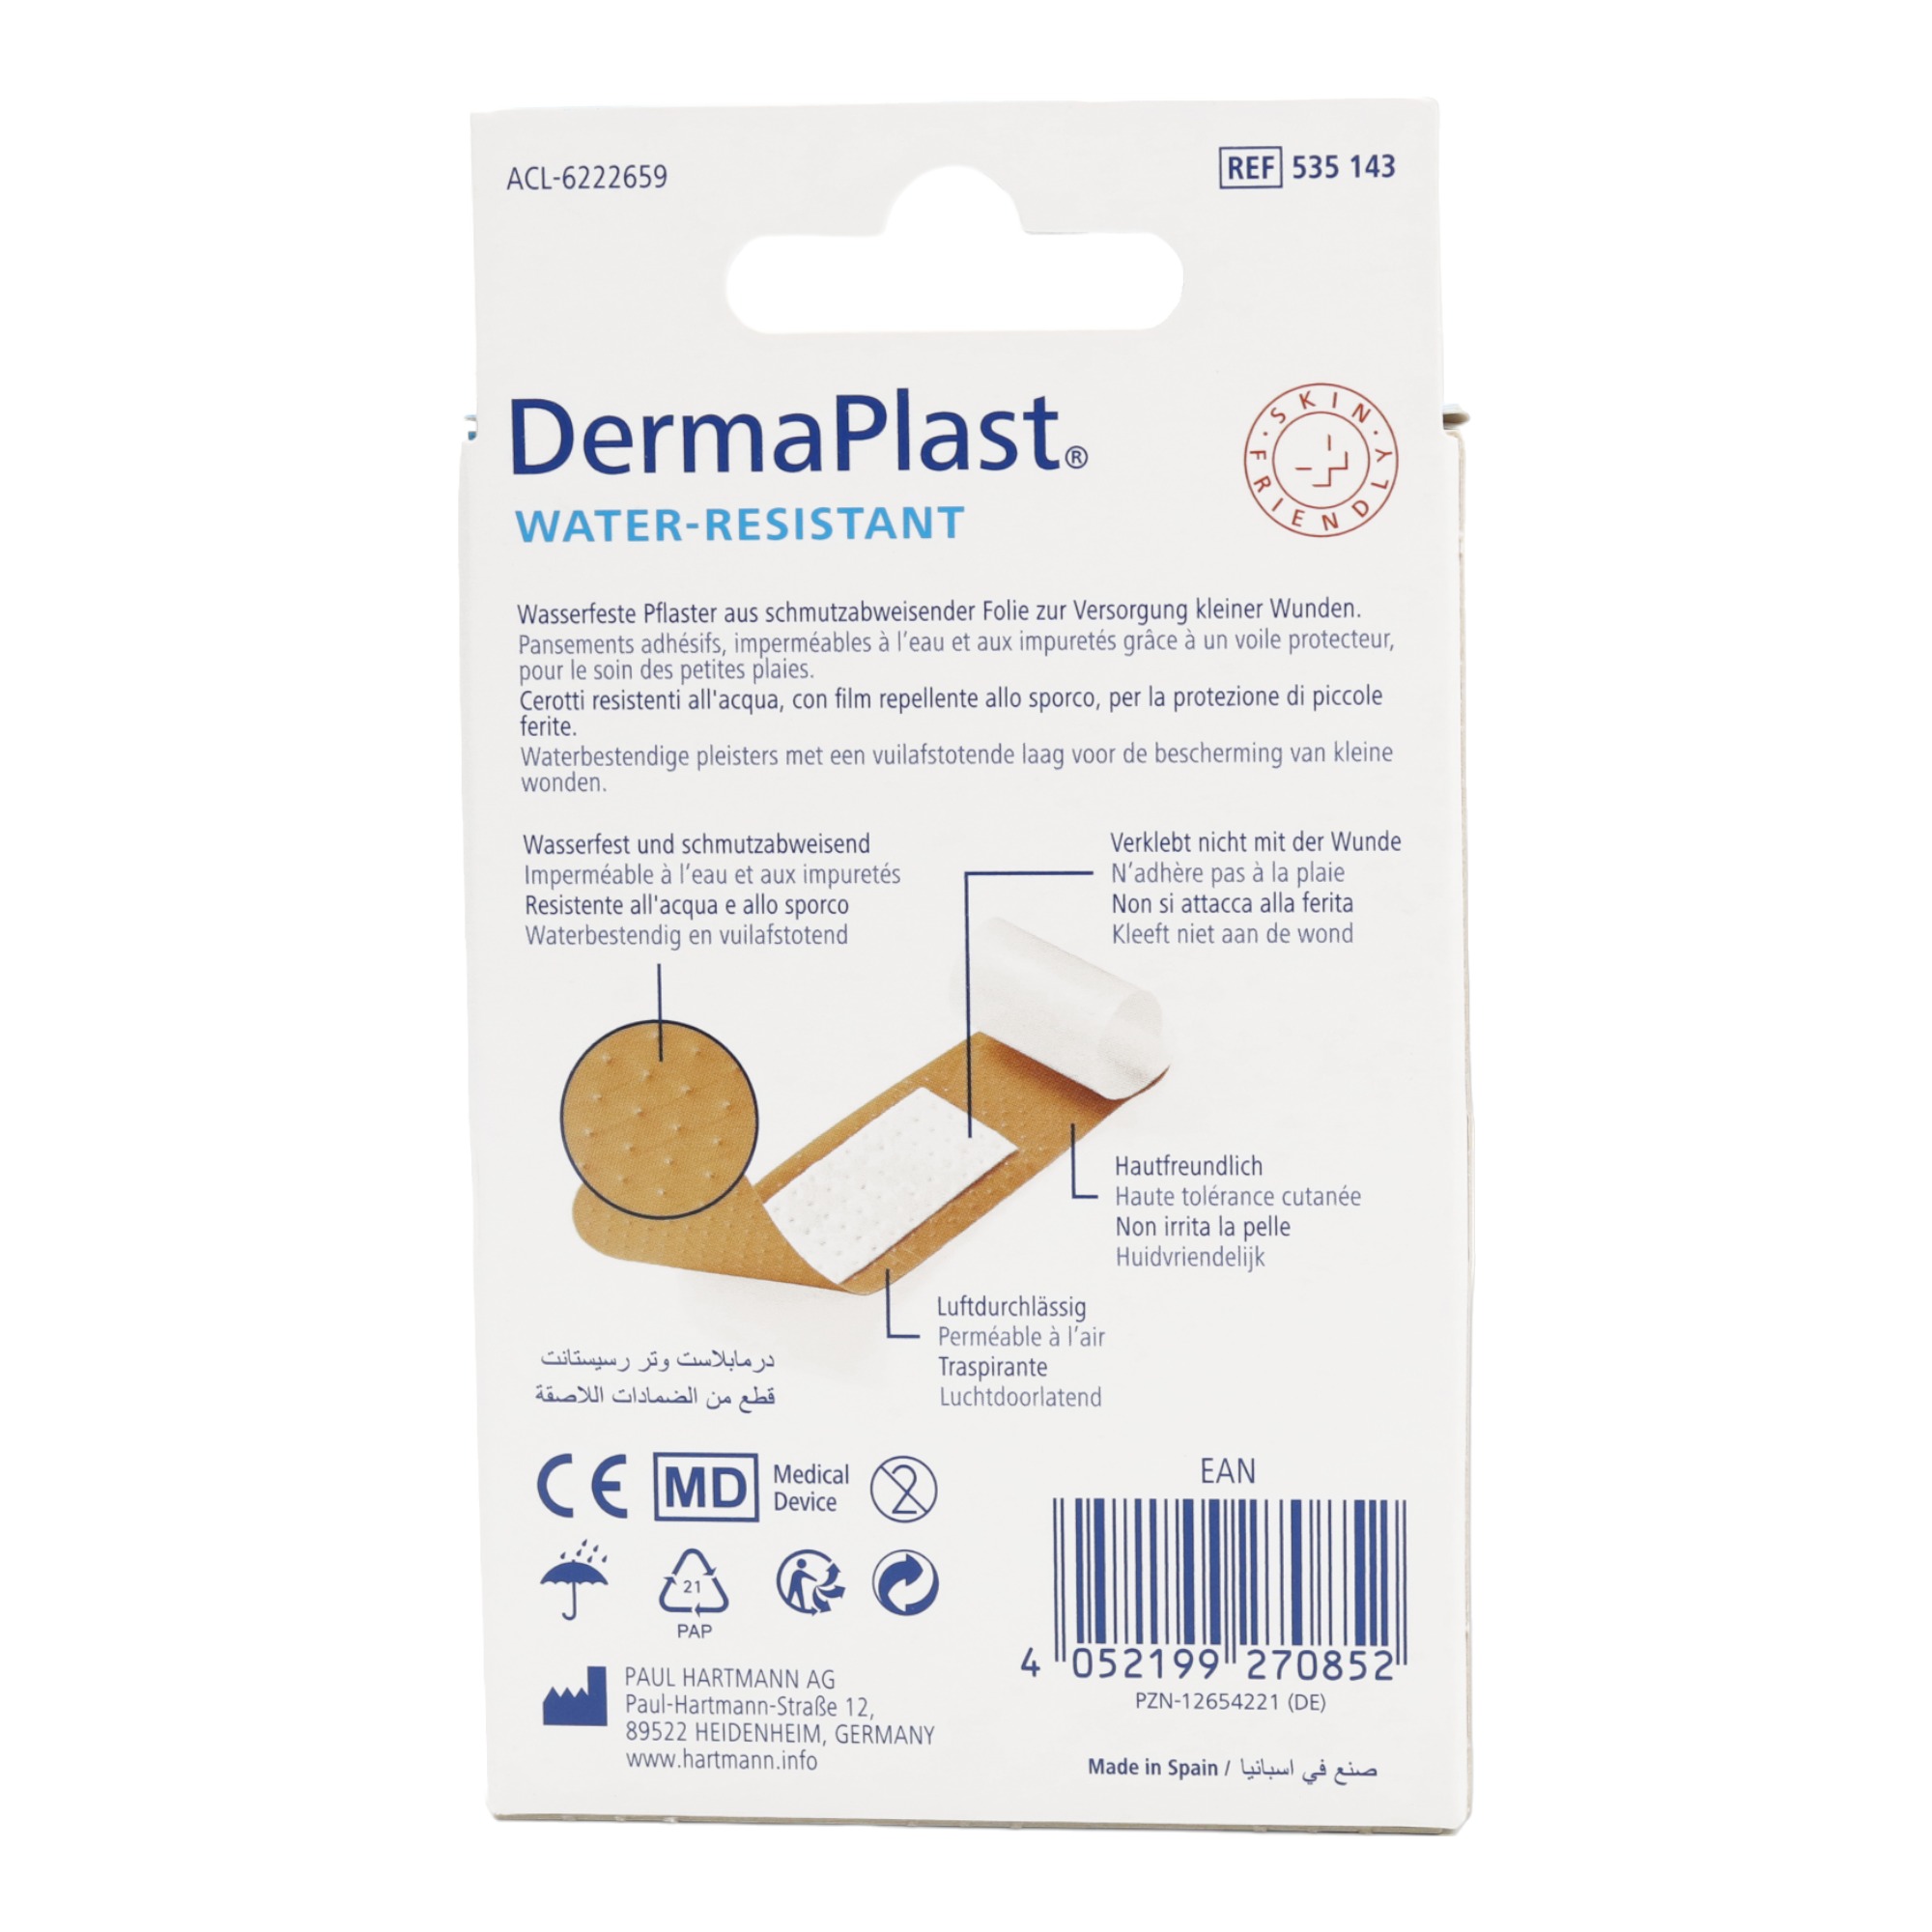 ACL-6222659
REF 535 143
DermaPlast®
WATER-RESISTANT
SKIN · FRIENDLY ·
Wasserfeste Pflaster aus schmutzabweisender Folie zur Versorgung kleiner Wunden.
Pansements adhésifs, imperméables à l'eau et aux impuretés grâce à un voile protecteur,
pour le soin des petites plaies.
Cerotti resistenti all'acqua, con film repellente allo sporco, per la protezione di piccole
ferite.
Waterbestendige pleisters met een vuilafstotende laag voor de bescherming van kleine
wonden.
Wasserfest und schmutzabweisend
Imperméable à l'eau et aux impuretés
Resistente all'acqua e allo sporco
Waterbestendig en vuilafstotend
Verklebt nicht mit der Wunde
N'adhère pas à la plaie
Non si attacca alla ferita
Kleeft niet aan de wond
Hautfreundlich
Haute tolérance cutanée
Non irrita la pelle
Huidvriendelijk
Luftdurchlässig
Perméable à l'air
Traspirante
Luchtdoorlatend
درمابلاست وتر رسيستانت
قطع من الضمادات اللاصقة
CE MD Medical
Device
2
21
PAP
EAN
4 052199 270852
PZN-12654221 (DE)
PAUL HARTMANN AG
Paul-Hartmann-Straße 12,
89522 HEIDENHEIM, GERMANY
www.hartmann.info
Made in Spain / صنع في اسبانيا